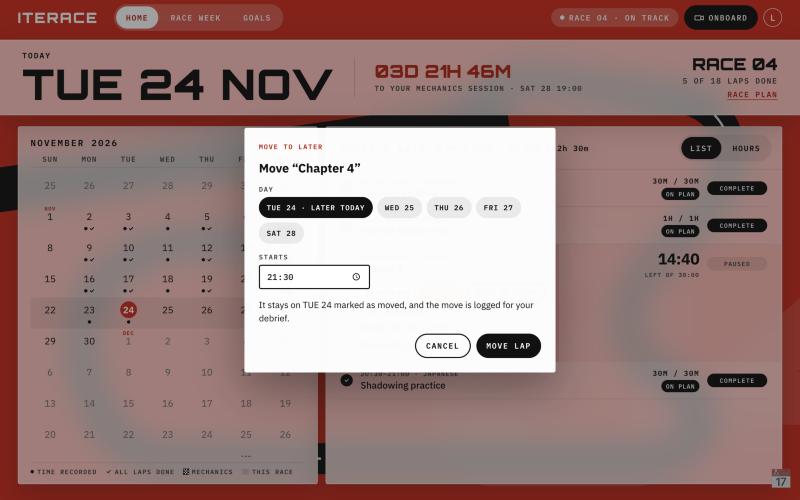 ITERACE
HOME RACE WEEK GOALS
RACE 04 · ON TRACK
ONBOARD
L
TODAY
TUE 24 NOV
03D 21H 46M
TO YOUR MECHANICS SESSION · SAT 28 19:00
RACE 04
5 OF 18 LAPS DONE
RACE PLAN
NOVEMBER 2026
SUN MON TUE WED THU
25 26 27 28 29
NOV
1 2 3 4 5
8 9 10 11 12
15 16 17 18 19
22 23 24 25 26
DEC
29 30 1 2 3
6 7 8 9 10
13 14 15 16 17 18 19
20 21 22 23 24 25 26
TIME RECORDED ALL LAPS DONE MECHANICS THIS RACE
2h 30m
LIST HOURS
30M / 30M
ON PLAN
COMPLETE
1H / 1H
ON PLAN
COMPLETE
14:40
LEFT OF 30:00
PAUSED
20:30–21:00 · JAPANESE
Shadowing practice
30M / 30M
ON PLAN
COMPLETE
MOVE TO LATER
Move “Chapter 4”
DAY
TUE 24 · LATER TODAY WED 25 THU 26 FRI 27
SAT 28
STARTS
21:30
It stays on TUE 24 marked as moved, and the move is logged for your
debrief.
CANCEL MOVE LAP
17